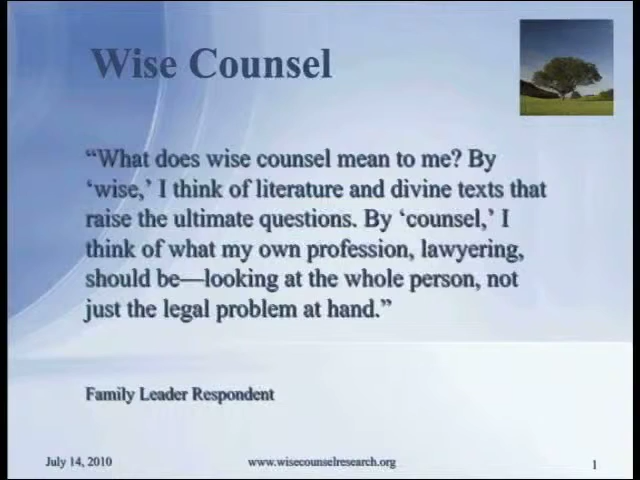 Wise Counsel
“What does wise counsel mean to me? By
‘wise,’ I think of literature and divine texts that
raise the ultimate questions. By ‘counsel,’ I
think of what my own profession, lawyering,
should be—looking at the whole person, not
just the legal problem at hand.”
Family Leader Respondent
July 14, 2010
www.wisecounselresearch.org
1